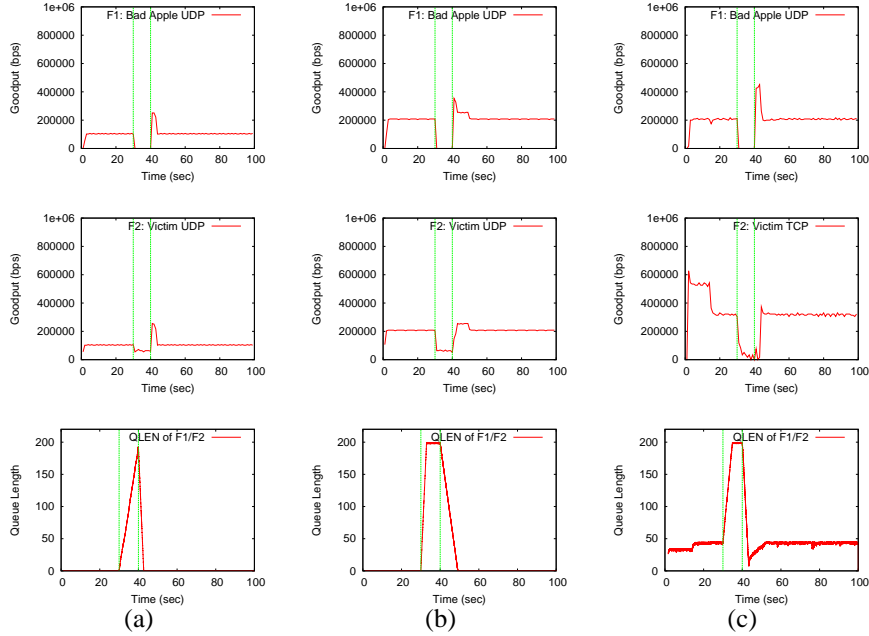 F1: Bad Apple UDP
1e+06
800000
600000
400000
200000
0
Goodput (bps)
0 20 40 60 80 100
Time (sec)
F1: Bad Apple UDP
1e+06
800000
600000
400000
200000
0
Goodput (bps)
0 20 40 60 80 100
Time (sec)
F1: Bad Apple UDP
1e+06
800000
600000
400000
200000
0
Goodput (bps)
0 20 40 60 80 100
Time (sec)
F2: Victim UDP
1e+06
800000
600000
400000
200000
0
Goodput (bps)
0 20 40 60 80 100
Time (sec)
F2: Victim UDP
1e+06
800000
600000
400000
200000
0
Goodput (bps)
0 20 40 60 80 100
Time (sec)
F2: Victim TCP
1e+06
800000
600000
400000
200000
0
Goodput (bps)
0 20 40 60 80 100
Time (sec)
QLEN of F1/F2
200
150
100
50
0
Queue Length
0 20 40 60 80 100
Time (sec)
(a)
QLEN of F1/F2
200
150
100
50
0
Queue Length
0 20 40 60 80 100
Time (sec)
(b)
QLEN of F1/F2
200
150
100
50
0
Queue Length
0 20 40 60 80 100
Time (sec)
(c)